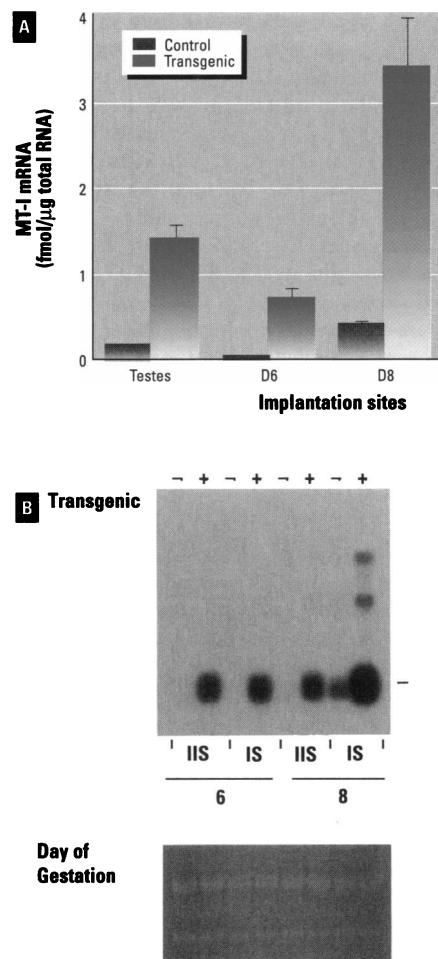 A
MT-I mRNA
(fmol/µg total RNA)
4
3
2
1
0
Control
Transgenic
Testes D6 D8
Implantation sites
B Transgenic
¬ + ¬ + ¬ + ¬ +
IIS IS IIS IS
6 8
Day of
Gestation